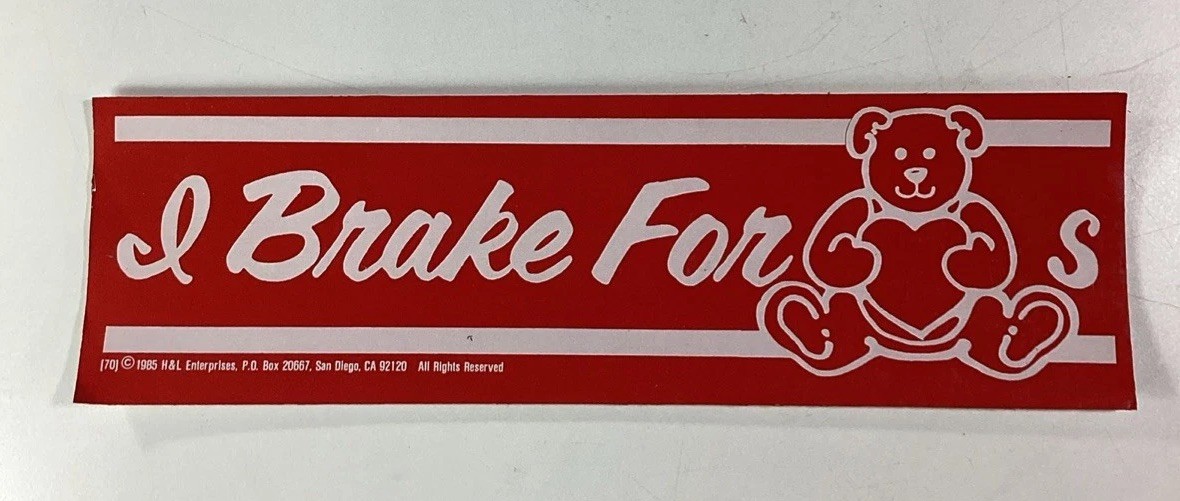 I Brake For s
(70) © 1985 H&L Enterprises, P.O. Box 20667, San Diego, CA 92120 All Rights Reserved